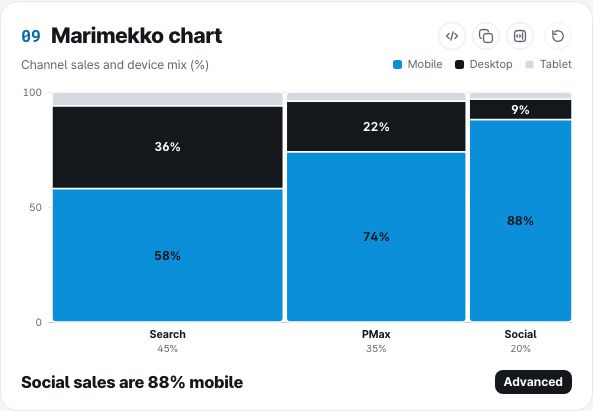 09 Marimekko chart
Channel sales and device mix (%)
Mobile Desktop Tablet
100
50
0
36%
58%
22%
74%
9%
88%
Search PMax Social
45% 35% 20%
Social sales are 88% mobile
Advanced